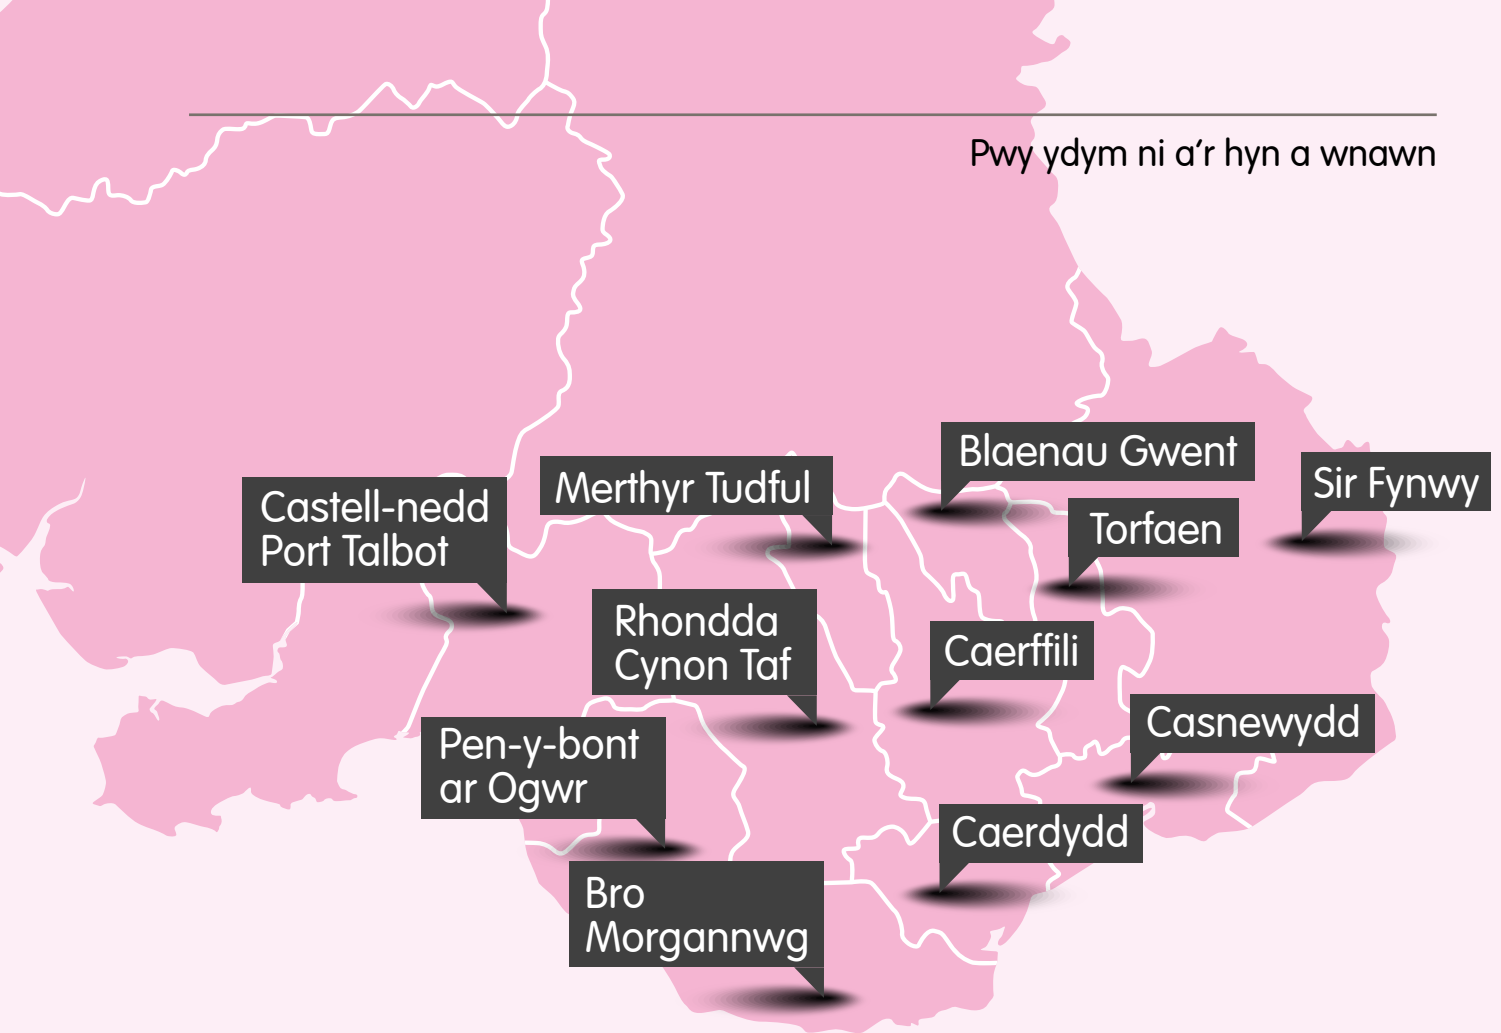 Pwy ydym ni a’r hyn a wnawn
Blaenau Gwent
Sir Fynwy
Merthyr Tudful
Castell-nedd
Port Talbot
Torfaen
Rhondda
Cynon Taf
Caerffili
Casnewydd
Pen-y-bont
ar Ogwr
Caerdydd
Bro
Morgannwg